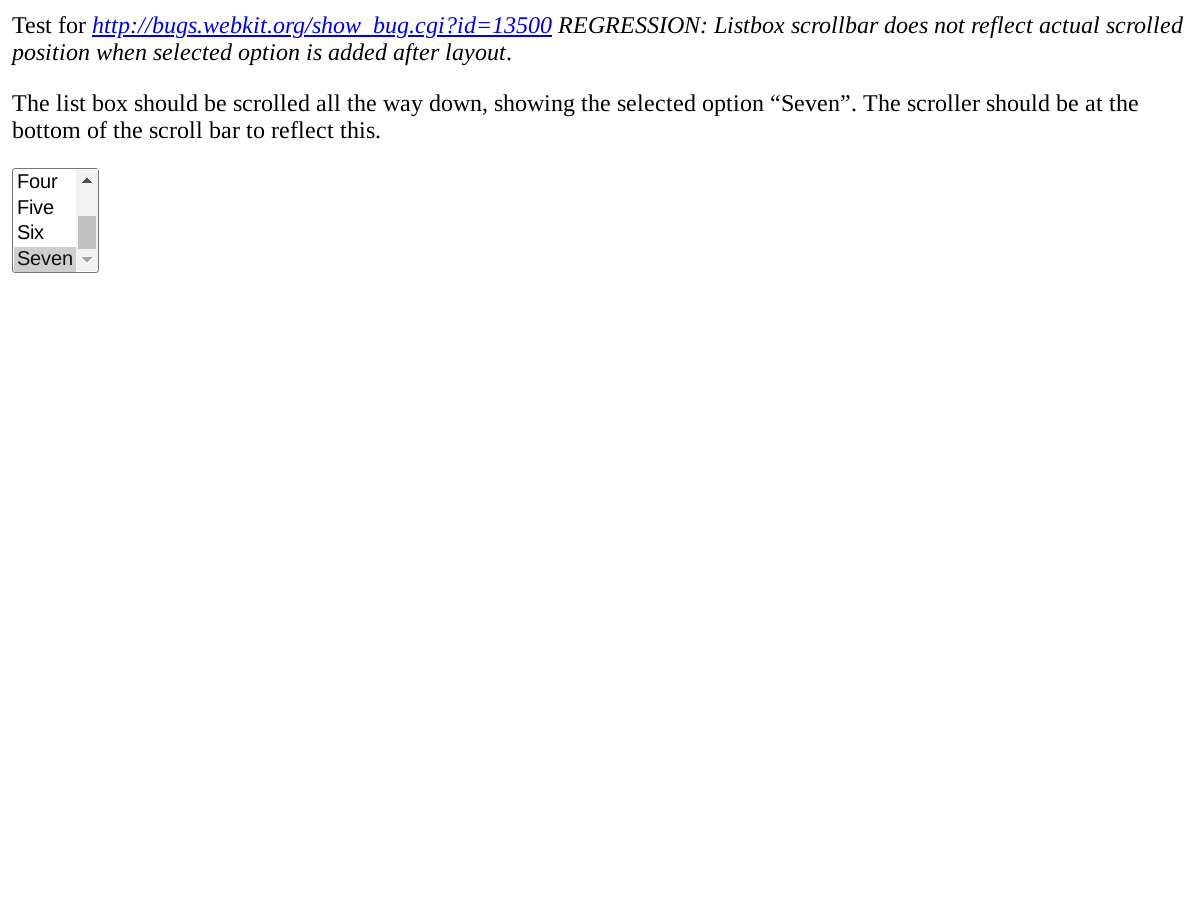 Test for http://bugs.webkit.org/show_bug.cgi?id=13500 REGRESSION: Listbox scrollbar does not reflect actual scrolled
position when selected option is added after layout.
The list box should be scrolled all the way down, showing the selected option “Seven”. The scroller should be at the
bottom of the scroll bar to reflect this.
Four
Five
Six
Seven